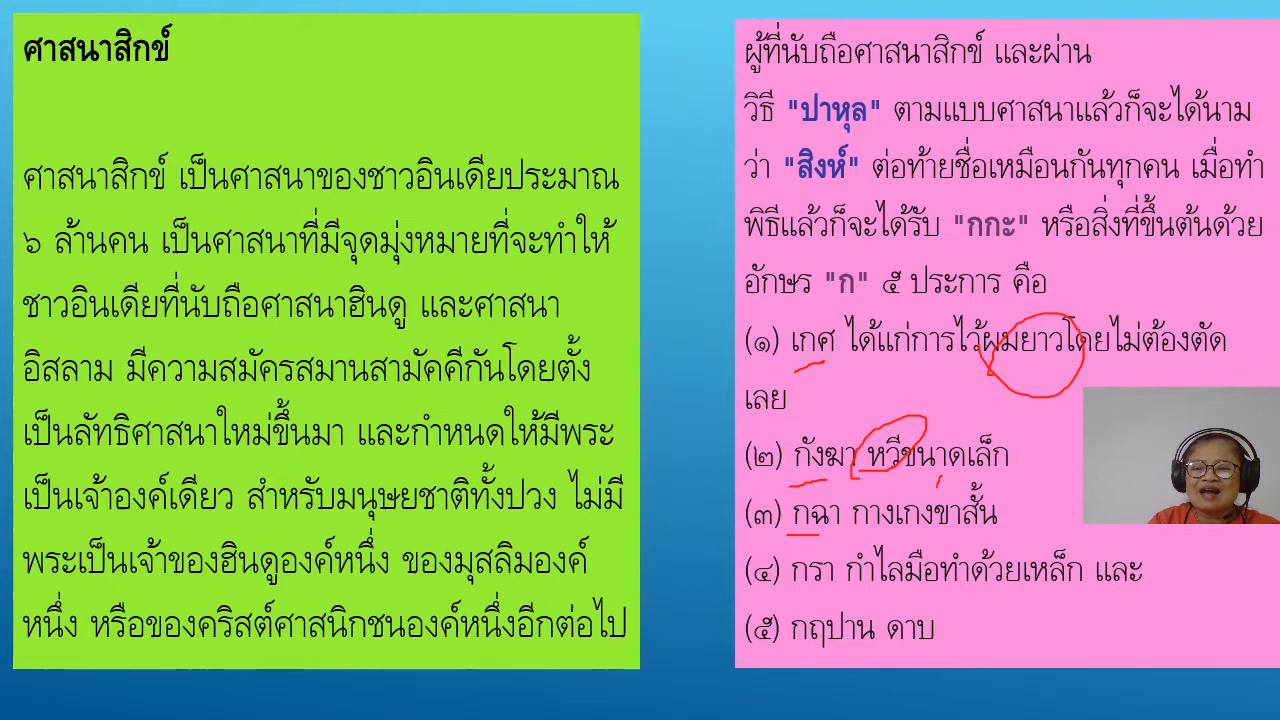 ศาสนาสิกข์
ศาสนาสิกข์ เป็นศาสนาของชาวอินเดียประมาณ
๖ ล้านคน เป็นศาสนาที่มีจุดมุ่งหมายที่จะทำให้
ชาวอินเดียที่นับถือศาสนาฮินดู และศาสนา
อิสลาม มีความสมัครสมานสามัคคีกันโดยตั้ง
เป็นลัทธิศาสนาใหม่ขึ้นมา และกำหนดให้มีพระ
เป็นเจ้าองค์เดียว สำหรับมนุษยชาติทั้งปวง ไม่มี
พระเป็นเจ้าของฮินดูองค์หนึ่ง ของมุสลิมองค์
หนึ่ง หรือของคริสต์ศาสนิกชนองค์หนึ่งอีกต่อไป
ผู้ที่นับถือศาสนาสิกข์ และผ่าน
วิธี "ปาหุล" ตามแบบศาสนาแล้วก็จะได้นาม
ว่า "สิงห์" ต่อท้ายชื่อเหมือนกันทุกคน เมื่อทำ
พิธีแล้วก็จะได้รับ "กกะ" หรือสิ่งที่ขึ้นต้นด้วย
อักษร "ก" ๕ ประการ คือ
(๑) เกศ ได้แก่การไว้ผมยาวโดยไม่ต้องตัด
เลย
(๒) กังฆา หวีขนาดเล็ก
(๓) กฉา กางเกงขาสั้น
(๔) กรา กำไลมือทำด้วยเหล็ก และ
(๕) กฤปาน ดาบ